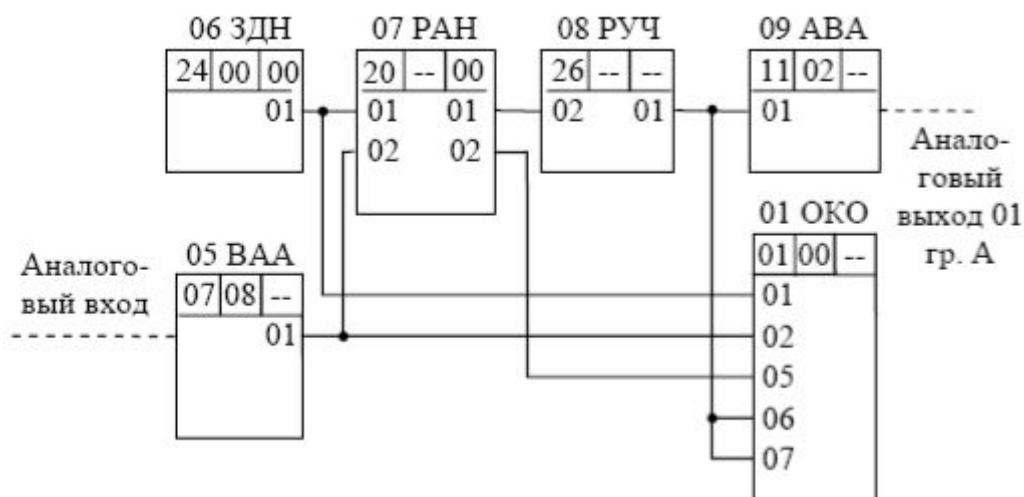 06 ЗДН 07 РАН 08 РУЧ 09 АВА
24 00 00 20 -- 00 26 -- -- 11 02 --
01 01 01 02 01 01
02 02
Анало-
говый
выход 01
гр. А
01 ОКО
01 00 --
01
02
05
06
07
05 ВАА
07 08 --
01
Аналого-
вый вход